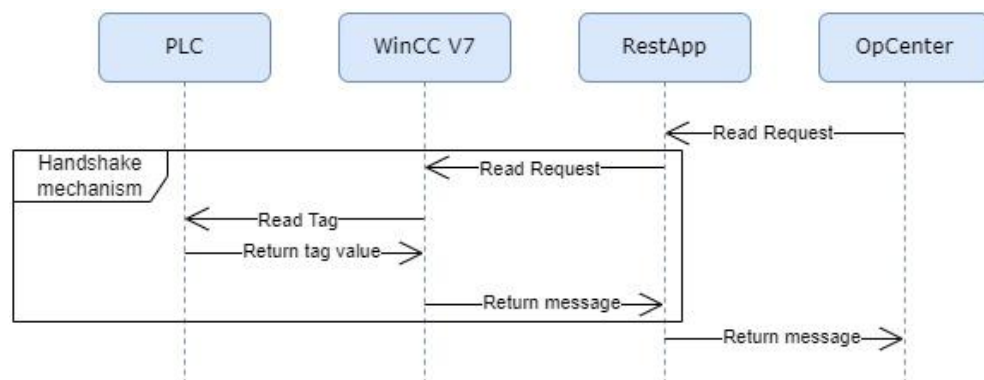 PLC
WinCC V7
RestApp
OpCenter
Read Request
Handshake
mechanism
Read Request
Read Tag
Return tag value
Return message
Return message